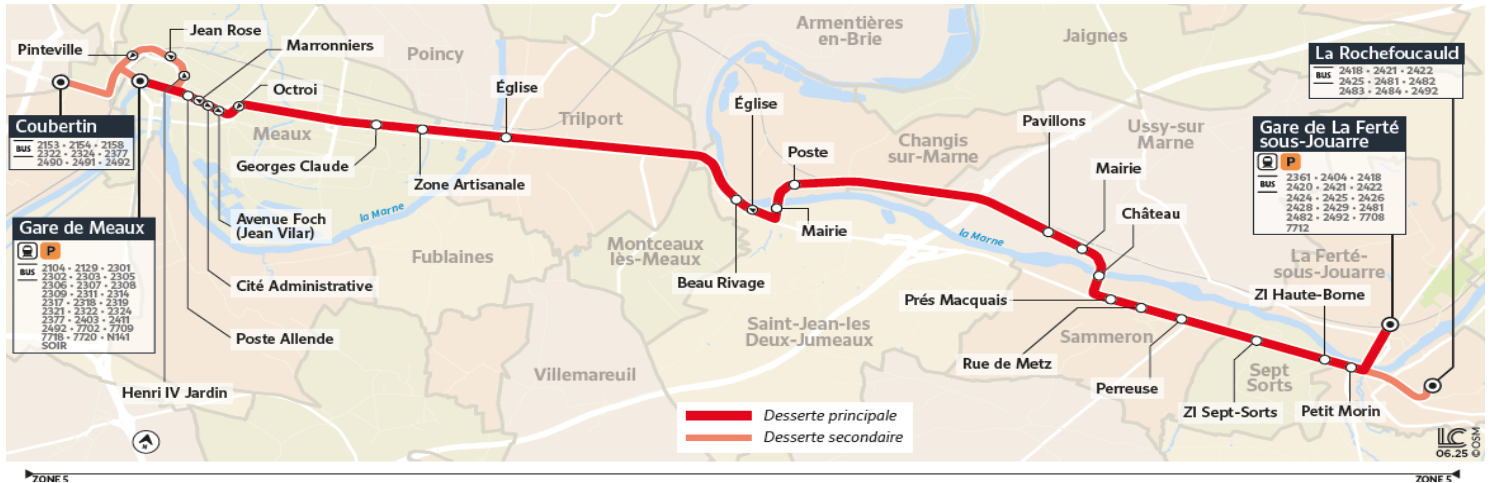 Pinteville
Jean Rose
Marronniers
Octroi
Poincy
Armentières
en-Brie
Jaignes
La Rochefoucauld
BUS
2418 • 2421 • 2422
2425 • 2481 • 2482
2483 • 2484 • 2492
Coubertin
BUS
2153 • 2154 • 2158
2322 • 2324 • 2377
2490 • 2491 • 2492
Meaux
Georges Claude
Zone Artisanale
Église
Trilport
Église
Poste
Changis
sur-Marne
Pavillons
Ussy-sur
Marne
Mairie
Château
Gare de La Ferté
sous-Jouarre
P
BUS
2361 • 2404 • 2418
2420 • 2421 • 2422
2424 • 2425 • 2426
2428 • 2429 • 2481
2482 • 2492 • 7708
7712
Gare de Meaux
P
BUS
2104 • 2129 • 2301
2302 • 2303 • 2305
2306 • 2307 • 2308
2309 • 2311 • 2314
2317 • 2318 • 2319
2321 • 2322 • 2324
2377 • 2403 • 2411
2492 • 7702 • 7709
7718 • 7720 • N141
SOIR
Avenue Foch
(Jean Vilar)
la Marne
Cité Administrative
Poste Allende
Henri IV Jardin
N
Fublaines
Montceaux
lès-Meaux
Beau Rivage
Mairie
la Marne
Villemareuil
Saint-Jean-les
Deux-Jumeaux
Prés Macquais
Rue de Metz
Sammeron
Perreuse
La Ferté-
sous-Jouarre
ZI Haute-Borne
Sept
Sorts
ZI Sept-Sorts
Petit Morin
Desserte principale
Desserte secondaire
LC
06.25
©OSM
ZONE 5
ZONE 5